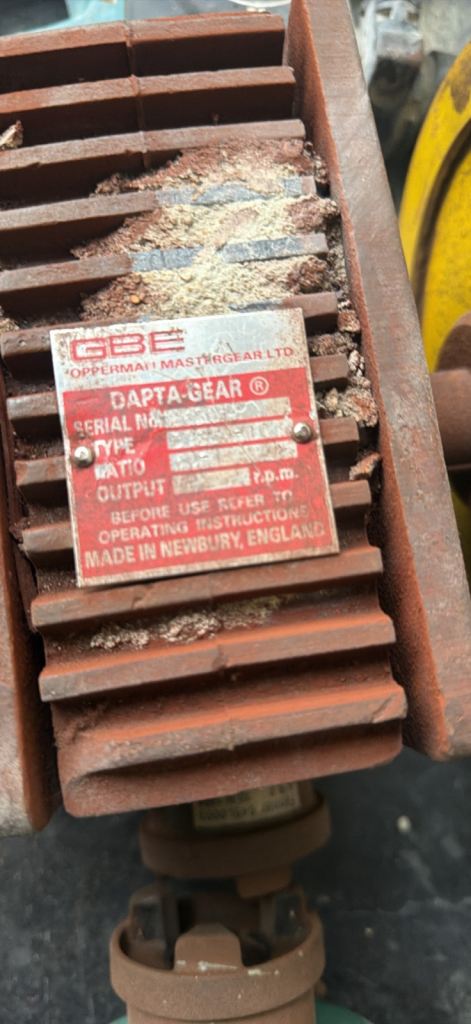 GBE
OPPERMAN MASTERGEAR LTD.
DAPTA-GEAR ®
SERIAL No.
TYPE
RATIO
OUTPUT r.p.m.
BEFORE USE REFER TO
OPERATING INSTRUCTIONS
MADE IN NEWBURY, ENGLAND